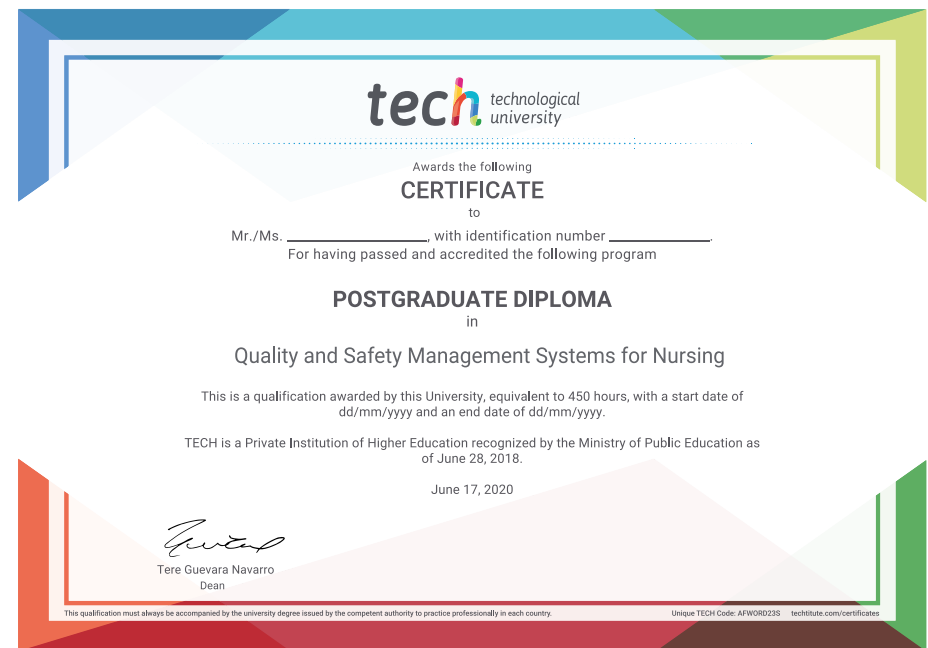 tech technological
university
Awards the following
CERTIFICATE
to
Mr./Ms. ____________________, with identification number ______________.
For having passed and accredited the following program
POSTGRADUATE DIPLOMA
in
Quality and Safety Management Systems for Nursing
This is a qualification awarded by this University, equivalent to 450 hours, with a start date of
dd/mm/yyyy and an end date of dd/mm/yyyy.
TECH is a Private Institution of Higher Education recognized by the Ministry of Public Education as
of June 28, 2018.
June 17, 2020
Tere Guevara Navarro
Dean
This qualification must always be accompanied by the university degree issued by the competent authority to practice professionally in each country. Unique TECH Code: AFWORD23S techtitute.com/certificates